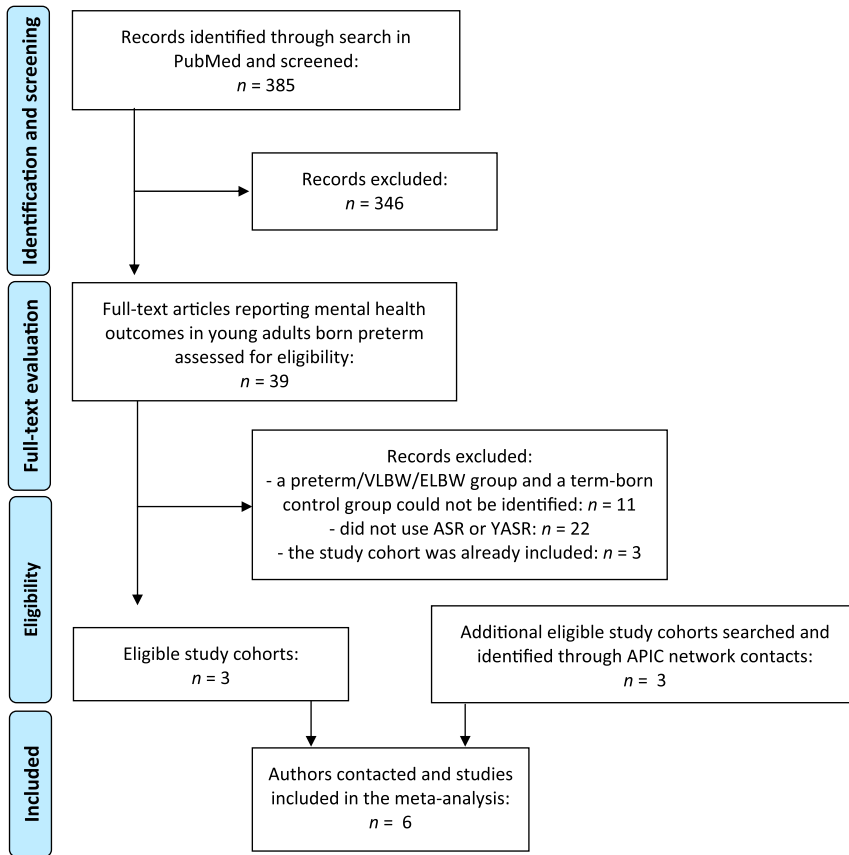 Identification and screening
Records identified through search in
PubMed and screened:
n = 385
Records excluded:
n = 346
Full-text evaluation
Full-text articles reporting mental health
outcomes in young adults born preterm
assessed for eligibility:
n = 39
Records excluded:
- a preterm/VLBW/ELBW group and a term-born
control group could not be identified: n = 11
- did not use ASR or YASR: n = 22
- the study cohort was already included: n = 3
Eligibility
Eligible study cohorts:
n = 3
Additional eligible study cohorts searched and
identified through APIC network contacts:
n = 3
Included
Authors contacted and studies
included in the meta-analysis:
n = 6